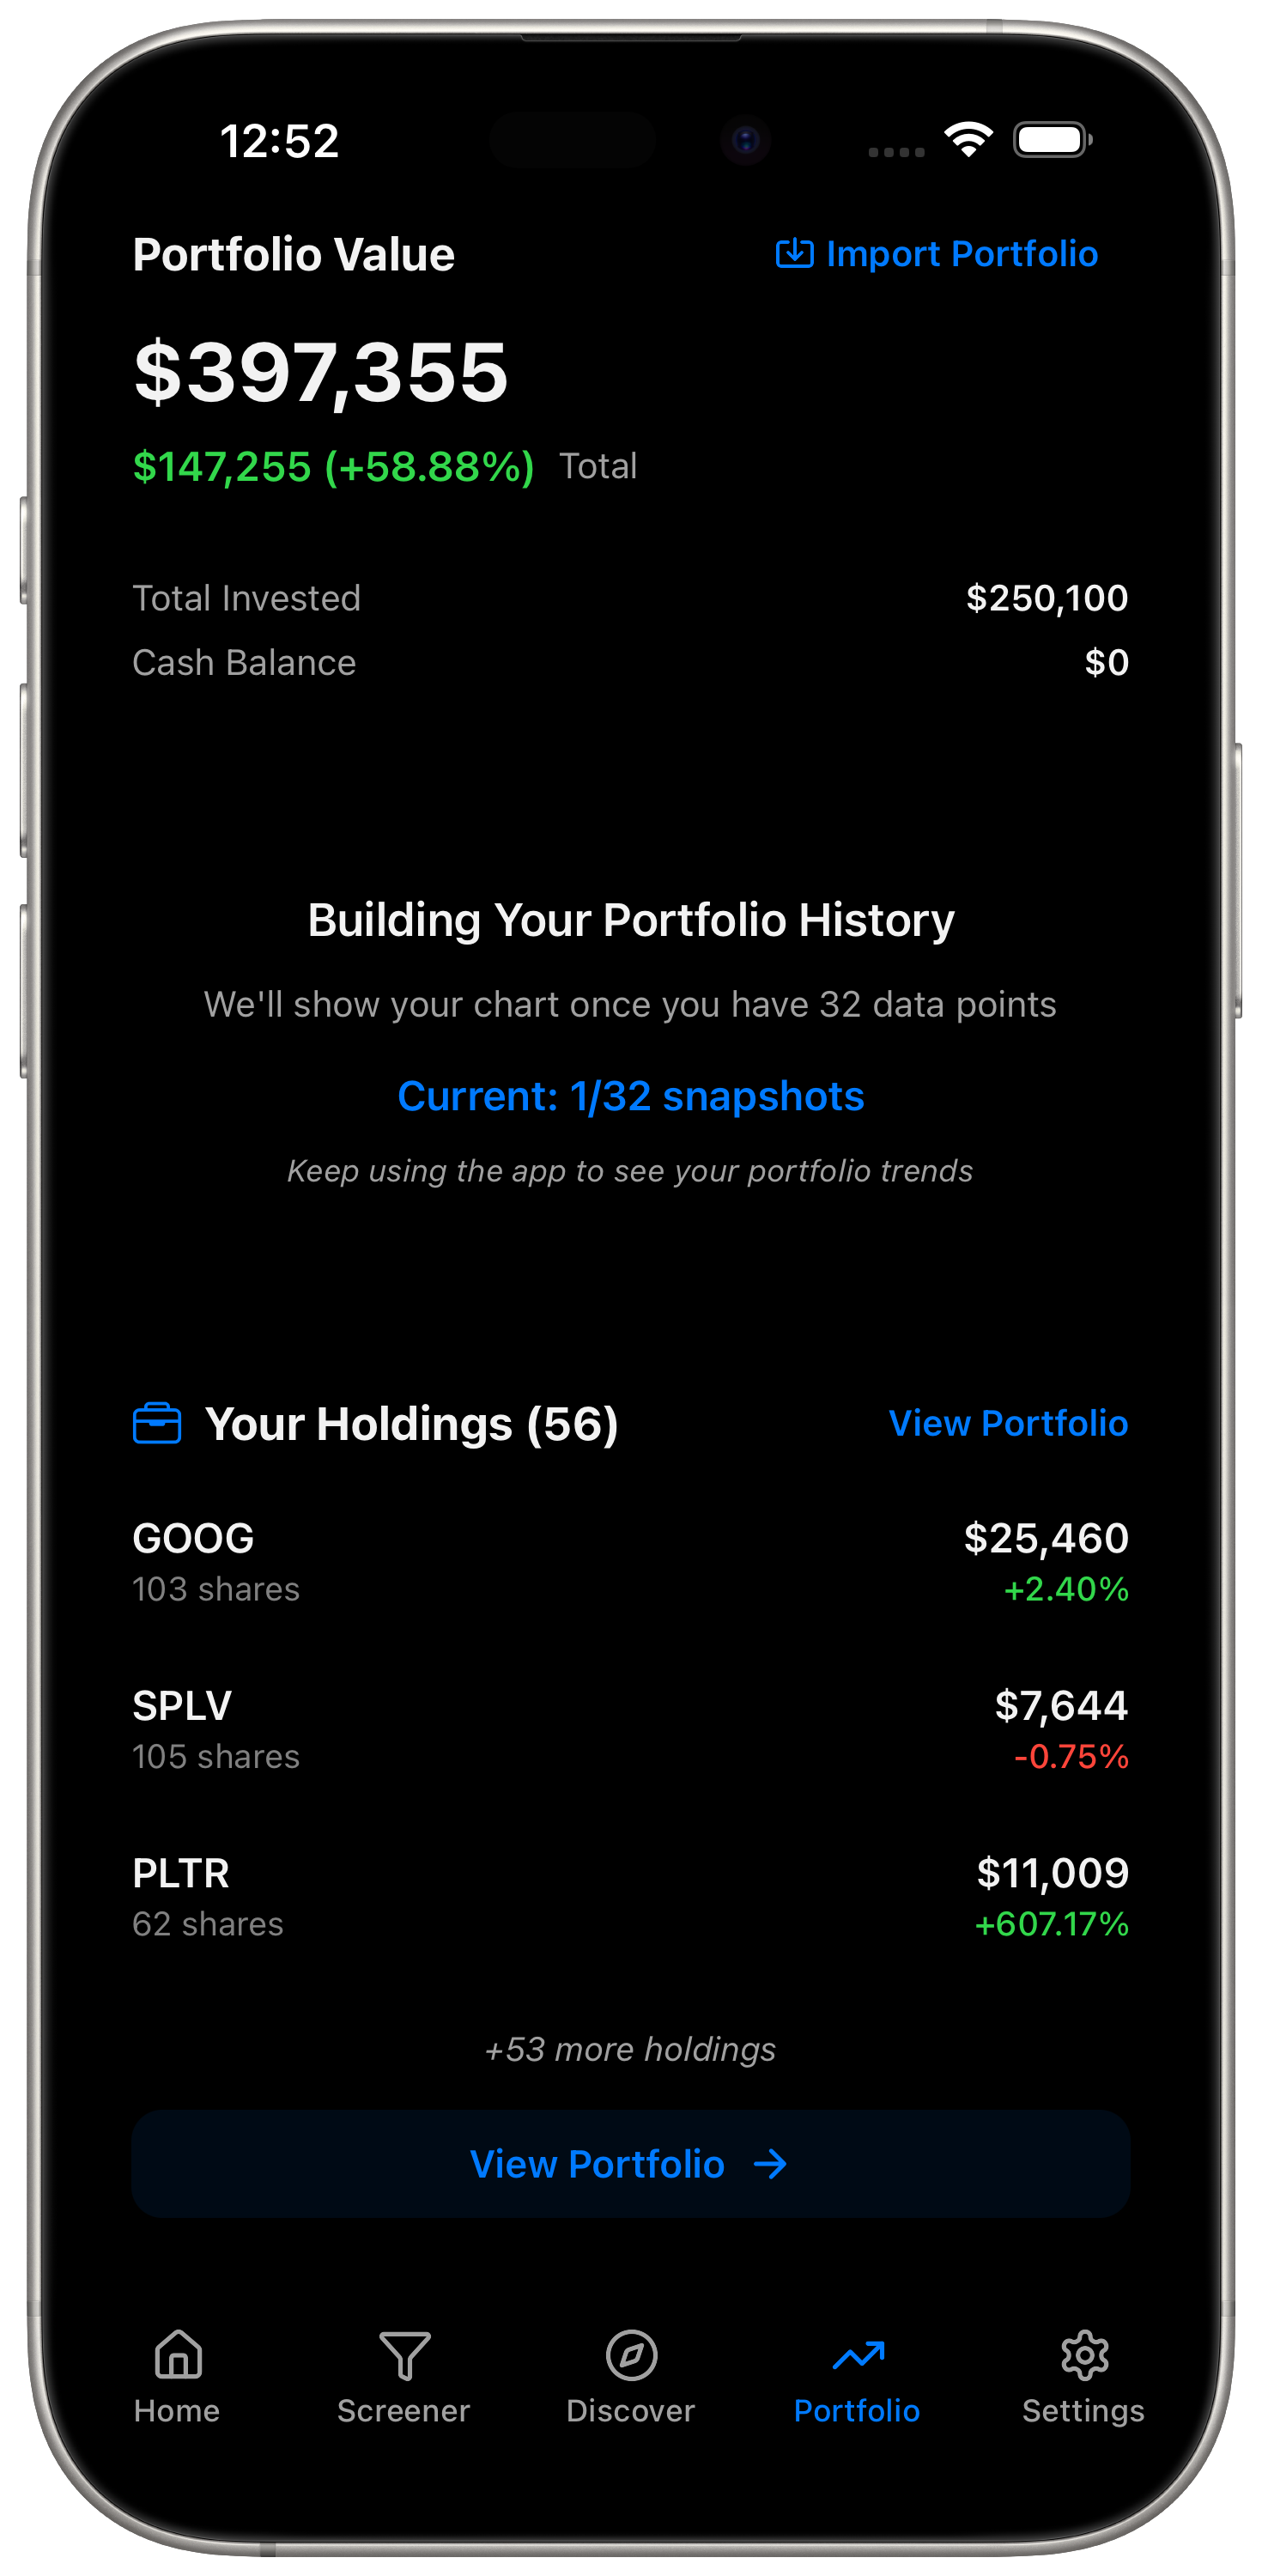 12:52
Portfolio Value
Import Portfolio
$397,355
$147,255 (+58.88%) Total
Total Invested $250,100
Cash Balance $0
Building Your Portfolio History
We'll show your chart once you have 32 data points
Current: 1/32 snapshots
Keep using the app to see your portfolio trends
Your Holdings (56)
View Portfolio
GOOG $25,460
103 shares +2.40%
SPLV $7,644
105 shares -0.75%
PLTR $11,009
62 shares +607.17%
+53 more holdings
View Portfolio
Home Screener Discover Portfolio Settings